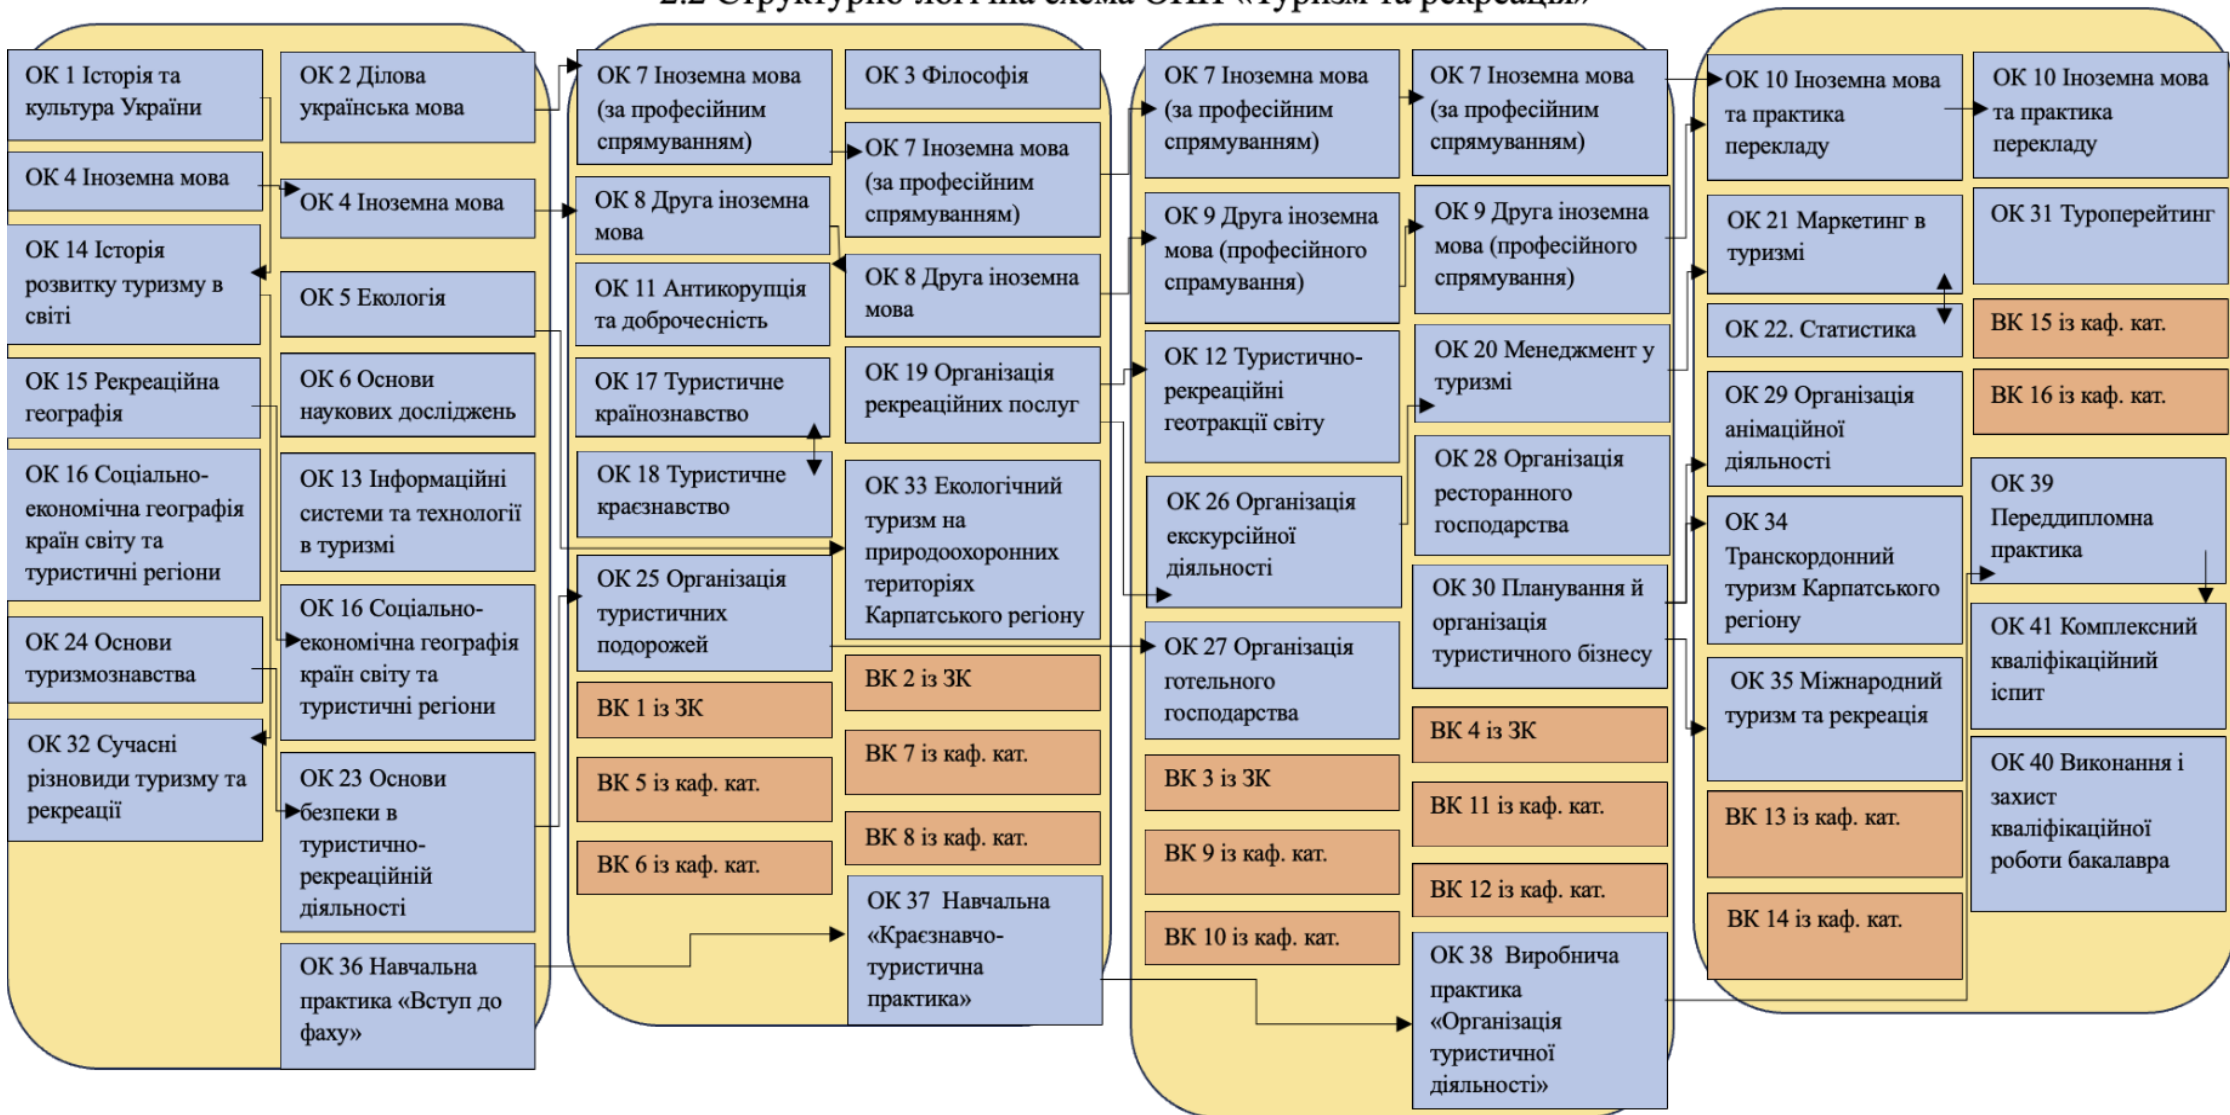 2.2 Структурно-логічна схема ОПП «Туризм та рекреація»
ОК 1 Історія та
культура України
ОК 4 Іноземна мова
ОК 14 Історія
розвитку туризму в
світі
ОК 15 Рекреаційна
географія
ОК 16 Соціально-
економічна географія
країн світу та
туристичні регіони
ОК 24 Основи
туризмознавства
ОК 32 Сучасні
різновиди туризму та
рекреації
ОК 2 Ділова
українська мова
ОК 4 Іноземна мова
ОК 5 Екологія
ОК 6 Основи
наукових досліджень
ОК 13 Інформаційні
системи та технології
в туризмі
ОК 16 Соціально-
економічна географія
країн світу та
туристичні регіони
ОК 23 Основи
безпеки в
туристично-
рекреаційній
діяльності
ОК 36 Навчальна
практика «Вступ до
фаху»
ОК 7 Іноземна мова
(за професійним
спрямуванням)
ОК 8 Друга іноземна
мова
ОК 11 Антикорупція
та доброчесність
ОК 17 Туристичне
країнознавство
ОК 18 Туристичне
краєзнавство
ОК 25 Організація
туристичних
подорожей
ВК 1 із ЗК
ВК 5 із каф. кат.
ВК 6 із каф. кат.
ОК 3 Філософія
ОК 7 Іноземна мова
(за професійним
спрямуванням)
ОК 8 Друга іноземна
мова
ОК 19 Організація
рекреаційних послуг
ОК 33 Екологічний
туризм на
природоохоронних
територіях
Карпатського регіону
ВК 2 із ЗК
ВК 7 із каф. кат.
ВК 8 із каф. кат.
ОК 37 Навчальна
«Краєзнавчо-
туристична
практика»
ОК 7 Іноземна мова
(за професійним
спрямуванням)
ОК 9 Друга іноземна
мова (професійного
спрамування)
ОК 12 Туристично-
рекреаційні
геотракції світу
ОК 26 Організація
екскурсійної
діяльності
ОК 27 Організація
готельного
господарства
ВК 3 із ЗК
ВК 9 із каф. кат.
ВК 10 із каф. кат.
ОК 7 Іноземна мова
(за професійним
спрямуванням)
ОК 9 Друга іноземна
мова (професійного
спрямування)
ОК 20 Менеджмент у
туризмі
ОК 28 Організація
ресторанного
господарства
ОК 30 Планування й
організація
туристичного бізнесу
ВК 4 із ЗК
ВК 11 із каф. кат.
ВК 12 із каф. кат.
ОК 38 Виробнича
практика
«Організація
туристичної
діяльності»
ОК 10 Іноземна мова
та практика
перекладу
ОК 21 Маркетинг в
туризмі
ОК 22. Статистика
ОК 29 Організація
анімаційної
діяльності
ОК 34
Транскордонний
туризм Карпатського
регіону
ОК 35 Міжнародний
туризм та рекреація
ВК 13 із каф. кат.
ВК 14 із каф. кат.
ОК 10 Іноземна мова
та практика
перекладу
ОК 31 Туроперейтинг
ВК 15 із каф. кат.
ВК 16 із каф. кат.
ОК 39
Переддипломна
практика
ОК 41 Комплексний
кваліфікаційний
іспит
ОК 40 Виконання і
захист
кваліфікаційної
роботи бакалавра